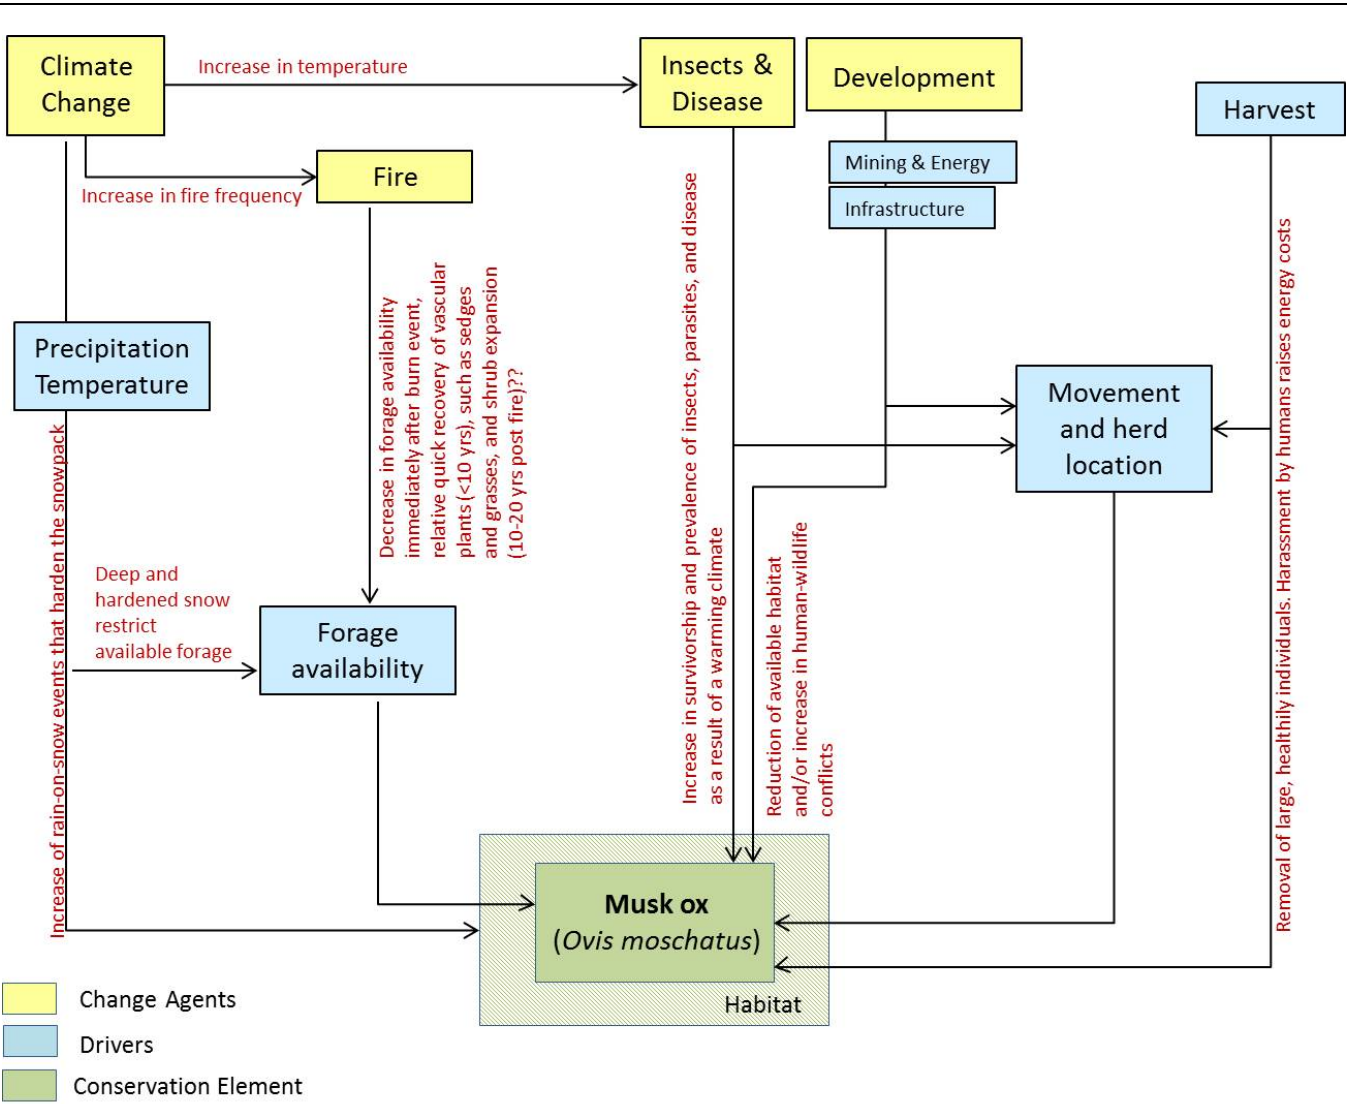 Climate
Change
Increase in temperature
Insects &
Disease
Development
Harvest
Mining & Energy
Infrastructure
Fire
Increase in fire frequency
Precipitation
Temperature
Decrease in forage availability
immediately after burn event,
relative quick recovery of vascular
plants (<10 yrs), such as sedges
and grasses, and shrub expansion
(10-20 yrs post fire)??
Increase in survivorship and prevalence of insects, parasites, and disease
as a result of a warming climate
Reduction of available habitat
and/or increase in human-wildlife
conflicts
Movement
and herd
location
Removal of large, healthily individuals. Harassment by humans raises energy costs
Increase of rain-on-snow events that harden the snowpack
Deep and
hardened snow
restrict
available forage
Forage
availability
Musk ox
(Ovis moschatus)
Habitat
Change Agents
Drivers
Conservation Element